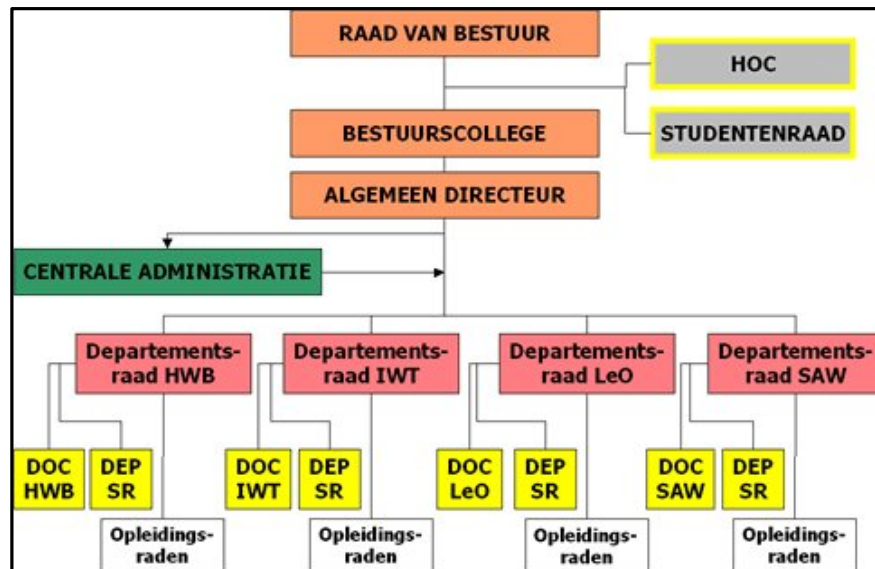 RAAD VAN BESTUUR
HOC
BESTUURSCOLLEGE
STUDENTENRAAD
ALGEMEEN DIRECTEUR
CENTRALE ADMINISTRATIE
Departements-
raad HWB
Departements-
raad IWT
Departements-
raad LeO
Departements-
raad SAW
DOC
HWB
DEP
SR
DOC
IWT
DEP
SR
DOC
LeO
DEP
SR
DOC
SAW
DEP
SR
Opleidings-
raden
Opleidings-
raden
Opleidings-
raden
Opleidings-
raden